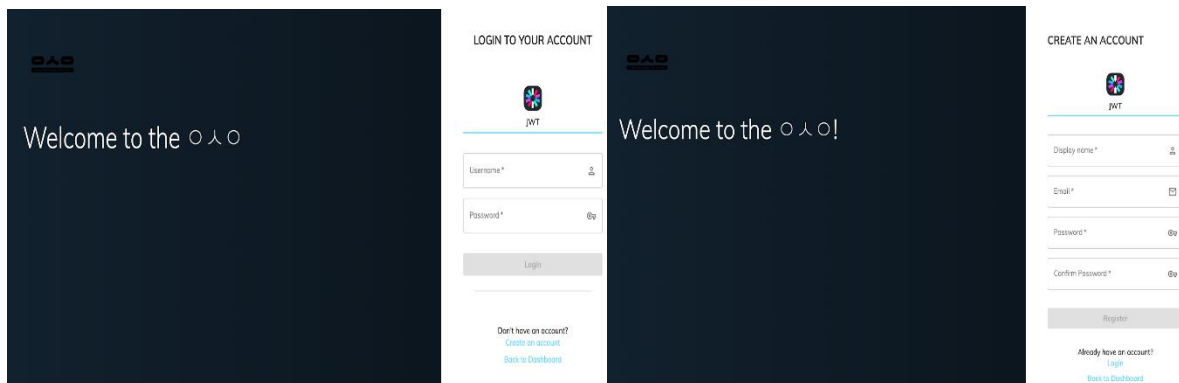 Welcome to the ㅇㅅㅇ
LOGIN TO YOUR ACCOUNT
JWT
Username *
Password *
Login
Don't have an account?
Create an account
Back to Dashboard
ㅇㅅㅇ
Welcome to the ㅇㅅㅇ!
CREATE AN ACCOUNT
JWT
Display name *
Email *
Password *
Confirm Password *
Register
Already have an account?
Login
Back to Dashboard